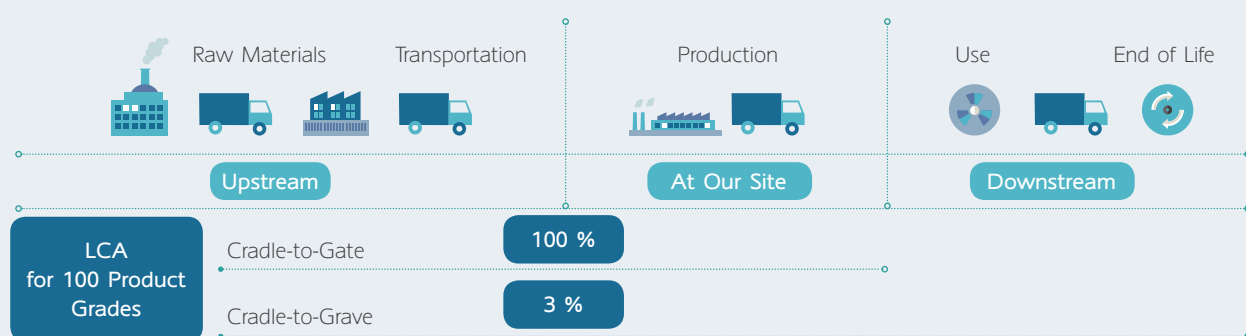 Raw Materials
Transportation
Production
Use
End of Life
Upstream
At Our Site
Downstream
LCA
for 100 Product
Grades
Cradle-to-Gate
100 %
Cradle-to-Grave
3 %